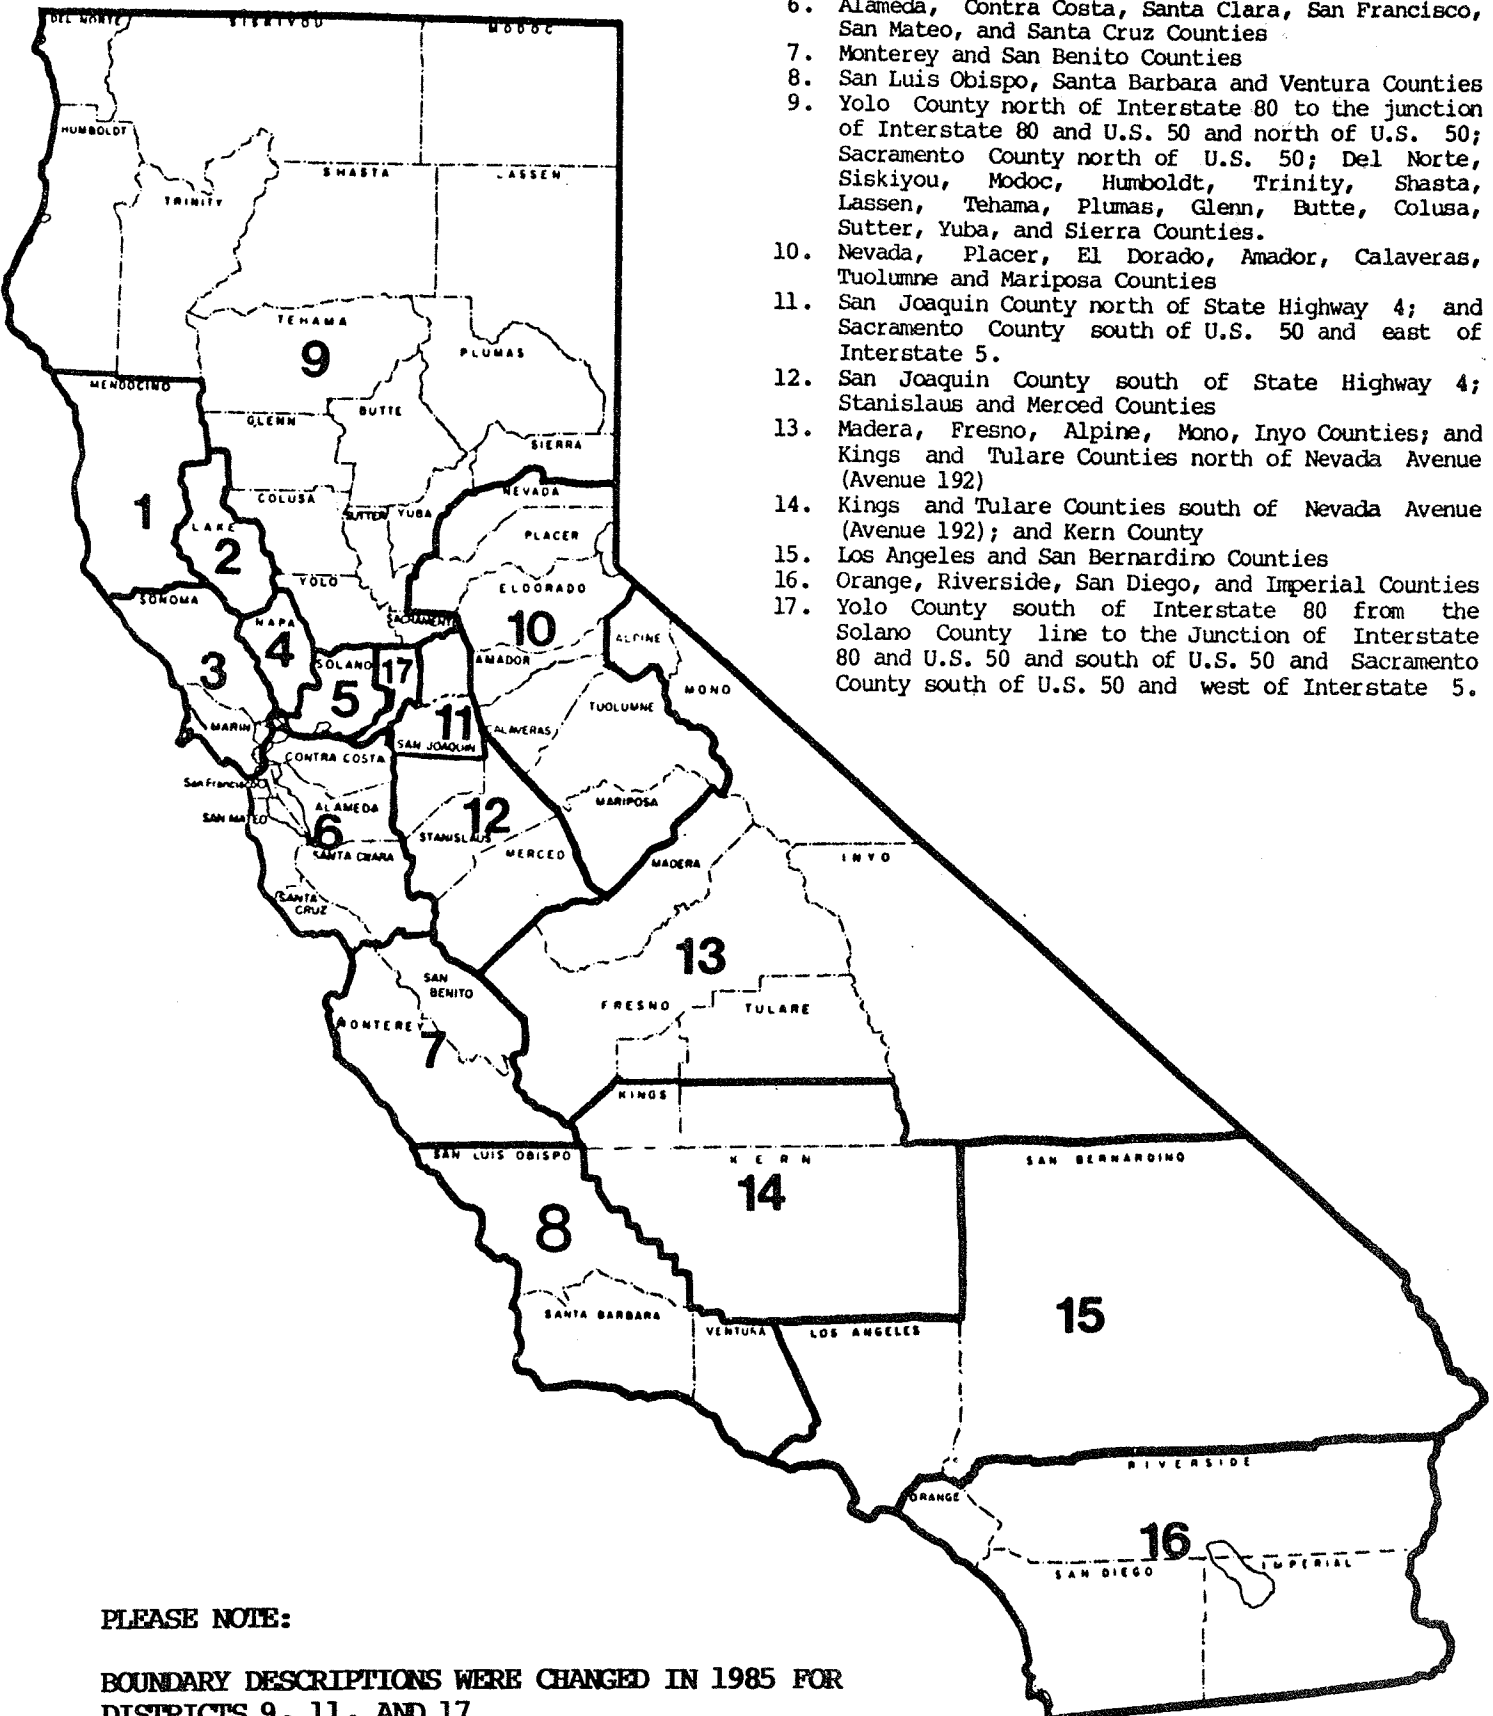 6. Alameda, Contra Costa, Santa Clara, San Francisco,
San Mateo, and Santa Cruz Counties
7. Monterey and San Benito Counties
8. San Luis Obispo, Santa Barbara and Ventura Counties
9. Yolo County north of Interstate 80 to the junction
of Interstate 80 and U.S. 50 and north of U.S. 50;
Sacramento County north of U.S. 50; Del Norte,
Siskiyou, Modoc, Humboldt, Trinity, Shasta,
Lassen, Tehama, Plumas, Glenn, Butte, Colusa,
Sutter, Yuba, and Sierra Counties.
10. Nevada, Placer, El Dorado, Amador, Calaveras,
Tuolumne and Mariposa Counties
11. San Joaquin County north of State Highway 4; and
Sacramento County south of U.S. 50 and east of
Interstate 5.
12. San Joaquin County south of State Highway 4;
Stanislaus and Merced Counties
13. Madera, Fresno, Alpine, Mono, Inyo Counties; and
Kings and Tulare Counties north of Nevada Avenue
(Avenue 192)
14. Kings and Tulare Counties south of Nevada Avenue
(Avenue 192); and Kern County
15. Los Angeles and San Bernardino Counties
16. Orange, Riverside, San Diego, and Imperial Counties
17. Yolo County south of Interstate 80 from the
Solano County line to the Junction of Interstate
80 and U.S. 50 and south of U.S. 50 and Sacramento
County south of U.S. 50 and west of Interstate 5.
DEL NORTE
SISKIYOU
MODOC
HUMBOLDT
TRINITY
SHASTA
LASSEN
TEHAMA
9
PLUMAS
MENDOCINO
GLENN
BUTTE
SIERRA
1
COLUSA
SUTTER
YUBA
NEVADA
LAKE
2
PLACER
YOLO
ELDORADO
SONOMA
NAPA
SACRAMENTO
10
4
3
SOLANO
5
17
AMADOR
ALPINE
MONO
TUOLUMNE
MARIN
11
CALAVERAS
SAN JOAQUIN
CONTRA COSTA
San Francisco
ALAMEDA
SAN MATEO
6
12
STANISLAUS
MARIPOSA
SANTA CLARA
MERCED
MADERA
INYO
SANTA
CRUZ
13
SAN
BENITO
FRESNO
TULARE
MONTEREY
7
KINGS
SAN LUIS OBISPO
KERN
SAN BERNARDINO
14
8
SANTA BARBARA
VENTURA
LOS ANGELES
15
RIVERSIDE
ORANGE
16
SAN DIEGO
IMPERIAL
PLEASE NOTE:
BOUNDARY DESCRIPTIONS WERE CHANGED IN 1985 FOR
DISTRICTS 9, 11, AND 17